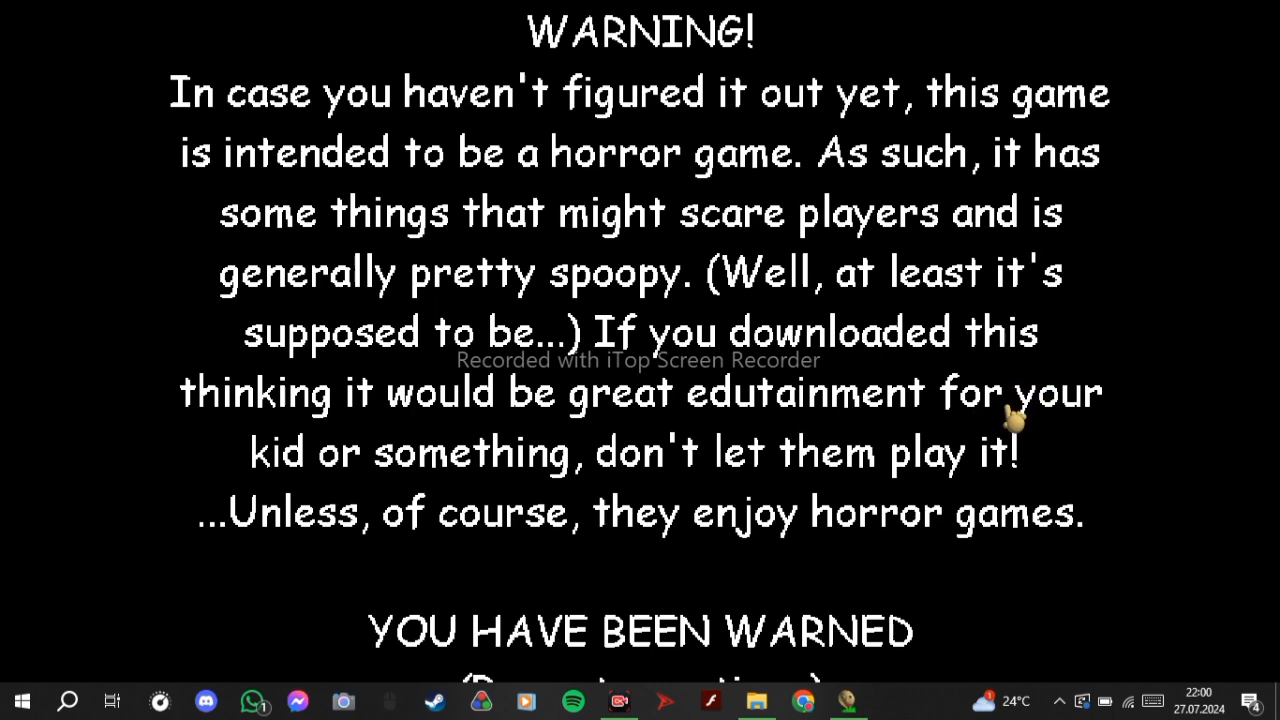 WARNING!
In case you haven't figured it out yet, this game
is intended to be a horror game. As such, it has
some things that might scare players and is
generally pretty spoopy. (Well, at least it's
supposed to be...) If you downloaded this
Recorded with iTop Screen Recorder
thinking it would be great edutainment for your
kid or something, don't let them play it!
...Unless, of course, they enjoy horror games.
YOU HAVE BEEN WARNED
1
1
24°C
22:00
27.07.2024
4